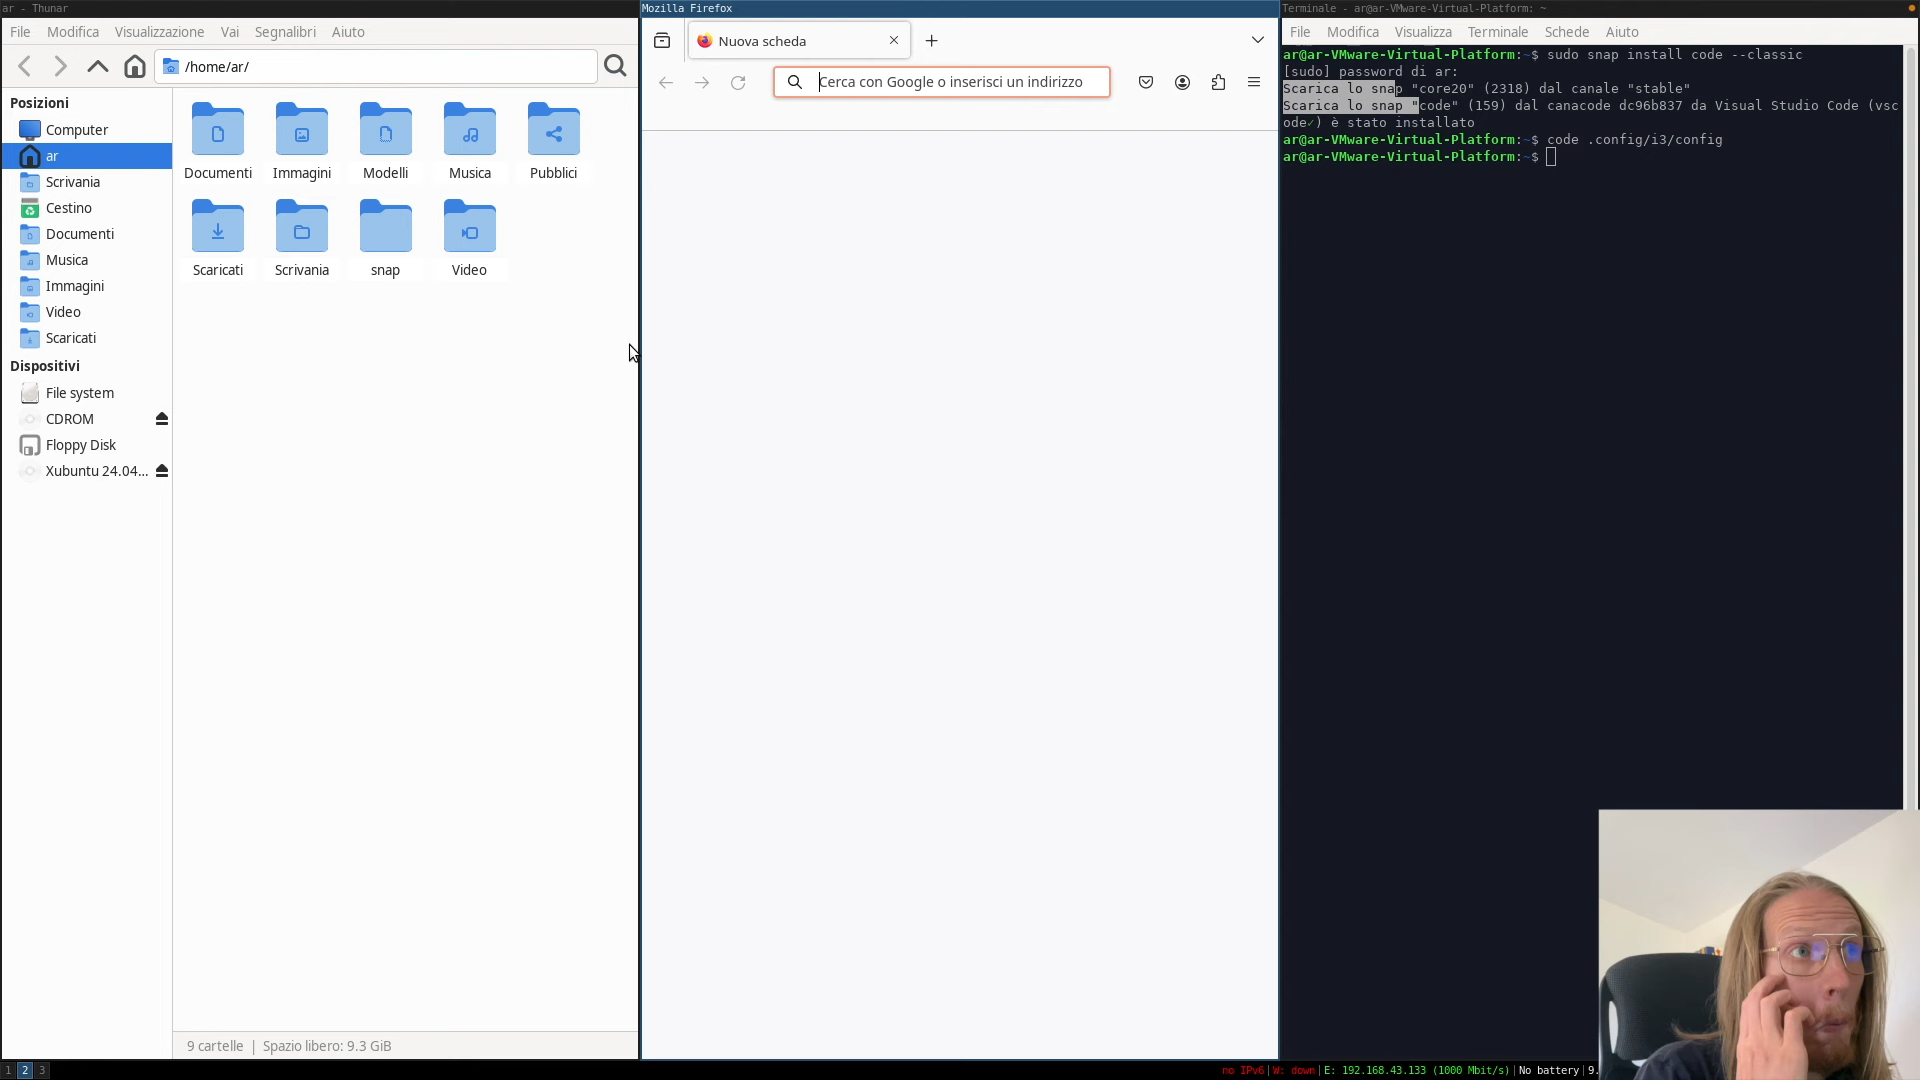 ar - Thunar
File Modifica Visualizzazione Vai Segnalibri Aiuto
/home/ar/
Posizioni
Computer
ar
Scrivania
Cestino
Documenti
Musica
Immagini
Video
Scaricati
Dispositivi
File system
CDROM
Floppy Disk
Xubuntu 24.04...
Documenti Immagini Modelli Musica Pubblici
Scaricati Scrivania snap Video
9 cartelle | Spazio libero: 9.3 GiB
Mozilla Firefox
Nuova scheda
Cerca con Google o inserisci un indirizzo
Terminale - ar@ar-VMware-Virtual-Platform: ~
File Modifica Visualizza Terminale Schede Aiuto
ar@ar-VMware-Virtual-Platform:~$ sudo snap install code --classic
[sudo] password di ar:
Scarica lo snap "core20" (2318) dal canale "stable"
Scarica lo snap "code" (159) dal canacode dc96b837 da Visual Studio Code (vsc
ode✓) è stato installato
ar@ar-VMware-Virtual-Platform:~$ code .config/i3/config
ar@ar-VMware-Virtual-Platform:~$
1 2 3
no IPv6|W: down|E: 192.168.43.133 (1000 Mbit/s)|No battery|9.